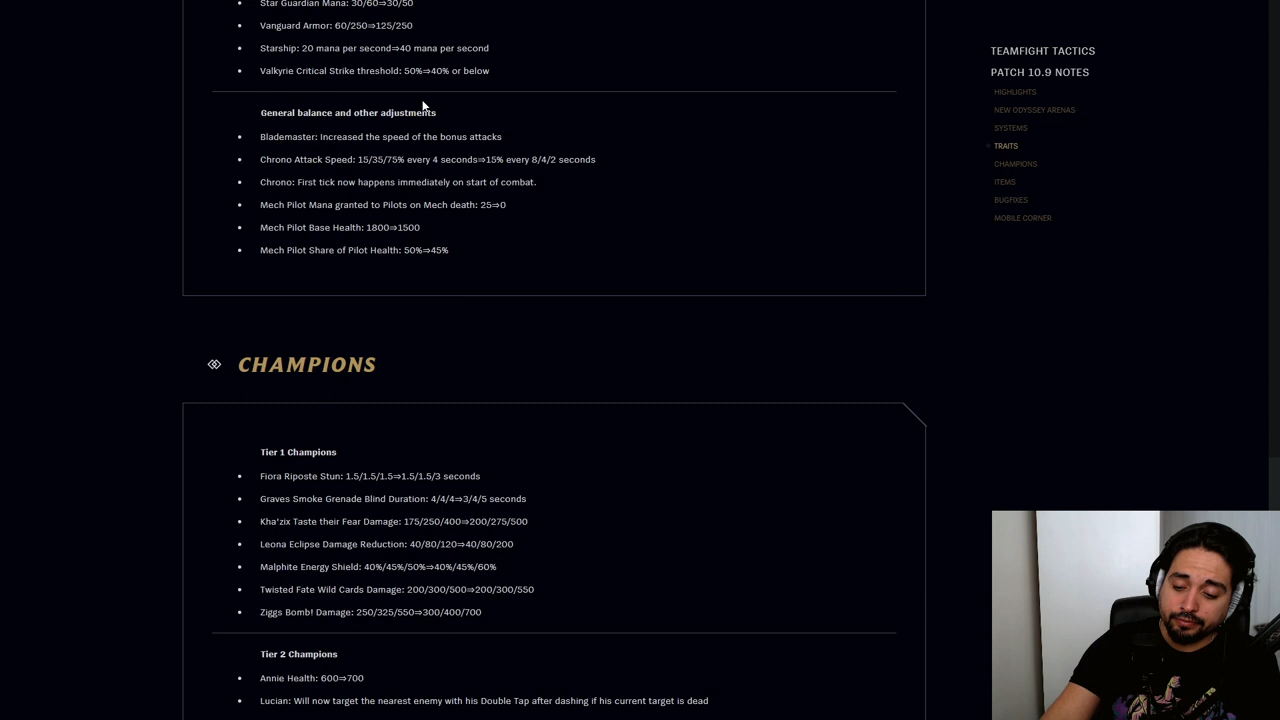 Star Guardian Mana: 30/60⇒30/50
Vanguard Armor: 60/250⇒125/250
Starship: 20 mana per second⇒40 mana per second
Valkyrie Critical Strike threshold: 50%⇒40% or below
General balance and other adjustments
Blademaster: Increased the speed of the bonus attacks
Chrono Attack Speed: 15/35/75% every 4 seconds⇒15% every 8/4/2 seconds
Chrono: First tick now happens immediately on start of combat.
Mech Pilot Mana granted to Pilots on Mech death: 25⇒0
Mech Pilot Base Health: 1800⇒1500
Mech Pilot Share of Pilot Health: 50%⇒45%
CHAMPIONS
Tier 1 Champions
Fiora Riposte Stun: 1.5/1.5/1.5⇒1.5/1.5/3 seconds
Graves Smoke Grenade Blind Duration: 4/4/4⇒3/4/5 seconds
Kha'zix Taste their Fear Damage: 175/250/400⇒200/275/500
Leona Eclipse Damage Reduction: 40/80/120⇒40/80/200
Malphite Energy Shield: 40%/45%/50%⇒40%/45%/60%
Twisted Fate Wild Cards Damage: 200/300/500⇒200/300/550
Ziggs Bomb! Damage: 250/325/550⇒300/400/700
Tier 2 Champions
Annie Health: 600⇒700
Lucian: Will now target the nearest enemy with his Double Tap after dashing if his current target is dead
TEAMFIGHT TACTICS
PATCH 10.9 NOTES
HIGHLIGHTS
NEW ODYSSEY ARENAS
SYSTEMS
TRAITS
CHAMPIONS
ITEMS
BUGFIXES
MOBILE CORNER